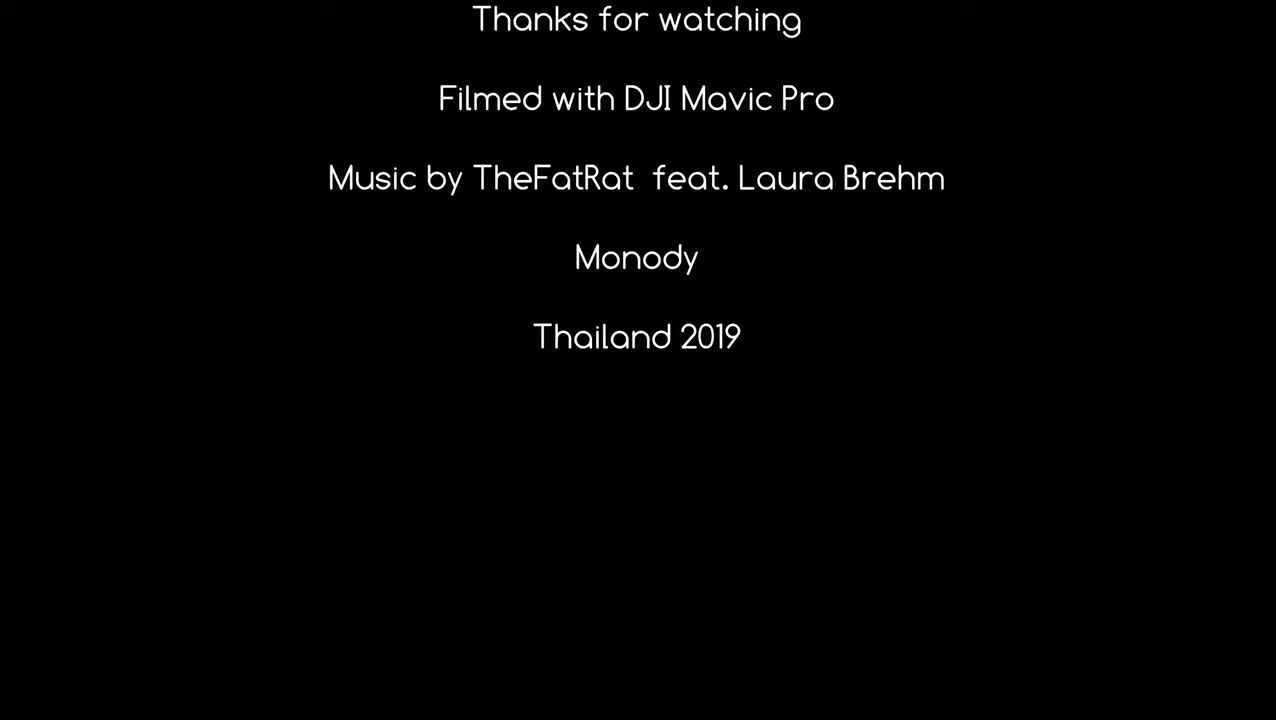 Thanks for watching
Filmed with DJI Mavic Pro
Music by TheFatRat  feat. Laura Brehm
Monody
Thailand 2019